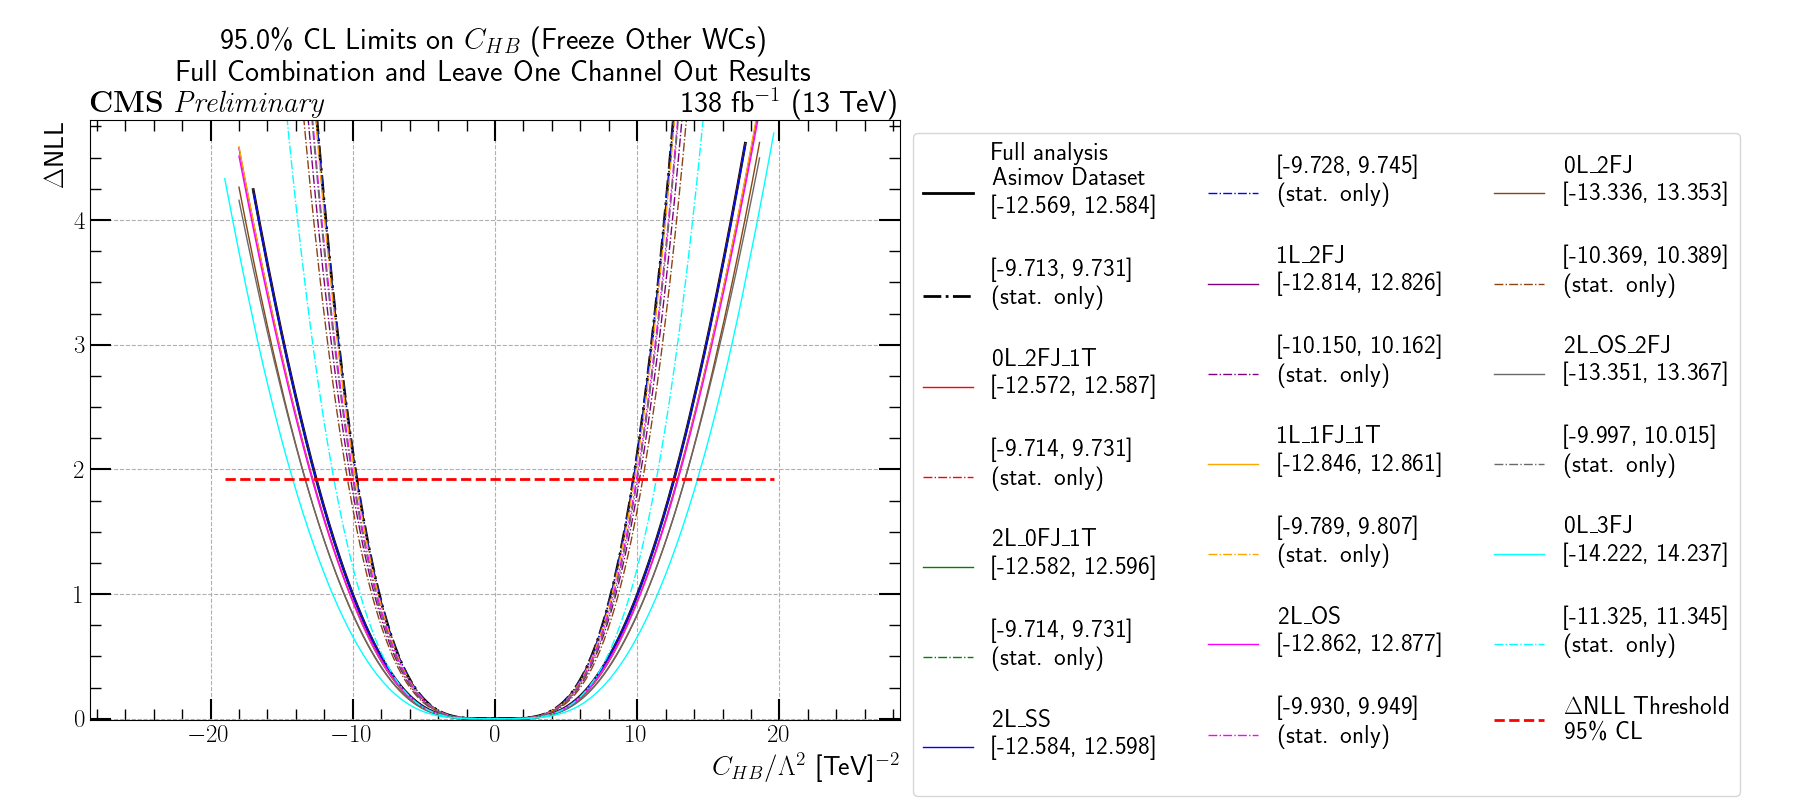 95.0% CL Limits on C_{HB} (Freeze Other WCs)
Full Combination and Leave One Channel Out Results
CMS Preliminary
138 fb^{-1} (13 TeV)
ΔNLL
4
3
2
1
0
−20
−10
0
10
20
C_{HB}/Λ^2 [TeV]^{-2}
Full analysis
Asimov Dataset
[-12.569, 12.584]
[-9.713, 9.731]
(stat. only)
0L_2FJ_1T
[-12.572, 12.587]
[-9.714, 9.731]
(stat. only)
2L_0FJ_1T
[-12.582, 12.596]
[-9.714, 9.731]
(stat. only)
2L_SS
[-12.584, 12.598]
[-9.728, 9.745]
(stat. only)
1L_2FJ
[-12.814, 12.826]
[-10.150, 10.162]
(stat. only)
1L_1FJ_1T
[-12.846, 12.861]
[-9.789, 9.807]
(stat. only)
2L_OS
[-12.862, 12.877]
[-9.930, 9.949]
(stat. only)
0L_2FJ
[-13.336, 13.353]
[-10.369, 10.389]
(stat. only)
2L_OS_2FJ
[-13.351, 13.367]
[-9.997, 10.015]
(stat. only)
0L_3FJ
[-14.222, 14.237]
[-11.325, 11.345]
(stat. only)
ΔNLL Threshold
95% CL